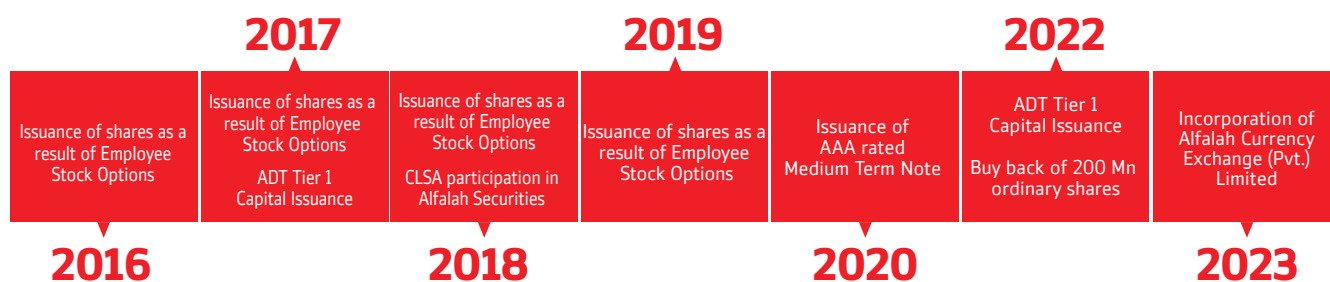 2016
Issuance of shares as a
result of Employee
Stock Options
2017
Issuance of shares as a
result of Employee
Stock Options
ADT Tier 1
Capital Issuance
2018
Issuance of shares as a
result of Employee
Stock Options
CLSA participation in
Alfalah Securities
2019
Issuance of shares as a
result of Employee
Stock Options
2020
Issuance of
AAA rated
Medium Term Note
2022
ADT Tier 1
Capital Issuance
Buy back of 200 Mn
ordinary shares
2023
Incorporation of
Alfalah Currency
Exchange (Pvt.)
Limited